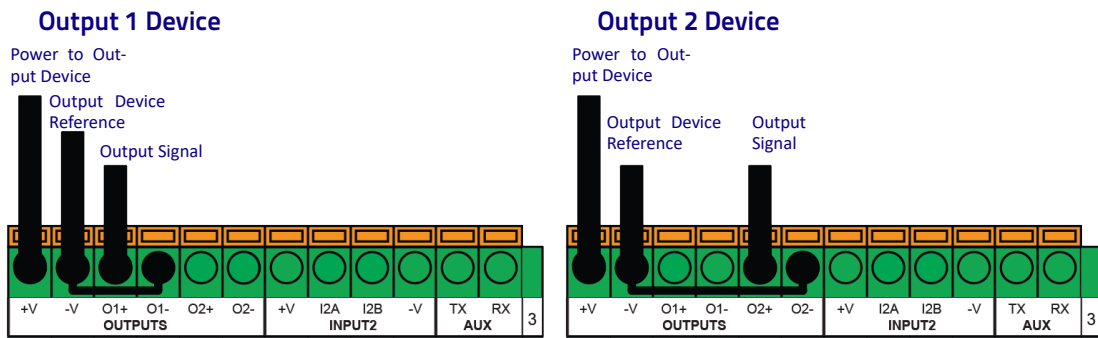 Output 1 Device
Power to Out-
put Device
Output Device
Reference
Output Signal
+V -V O1+ O1- O2+ O2- +V I2A I2B -V TX RX
OUTPUTS INPUT2 AUX 3
Output 2 Device
Power to Out-
put Device
Output Device
Reference
Output
Signal
+V -V O1+ O1- O2+ O2- +V I2A I2B -V TX RX
OUTPUTS INPUT2 AUX 3